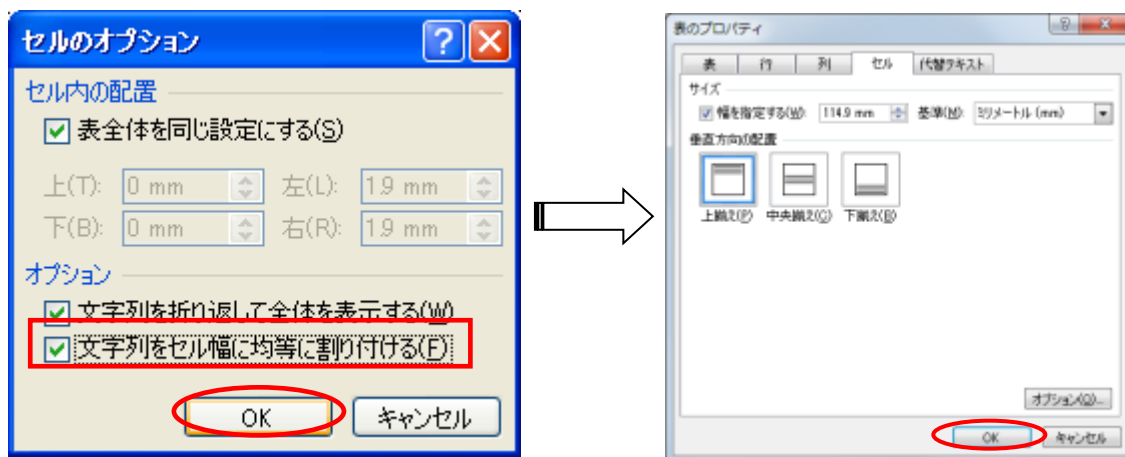 セルのオプション
セル内の配置
表全体を同じ設定にする(S)
上(T): 0 mm 左(L): 1.9 mm
下(B): 0 mm 右(R): 1.9 mm
オプション
文字列を折り返して全体を表示する(W)
文字列をセル幅に均等に割り付ける(F)
OK キャンセル
表のプロパティ
表 行 列 セル 代替テキスト
サイズ
幅を指定する(W): 114.9 mm 基準(M): ミリメートル (mm)
垂直方向の配置
上揃え(P) 中央揃え(C) 下揃え(B)
オプション(O)...
OK キャンセル